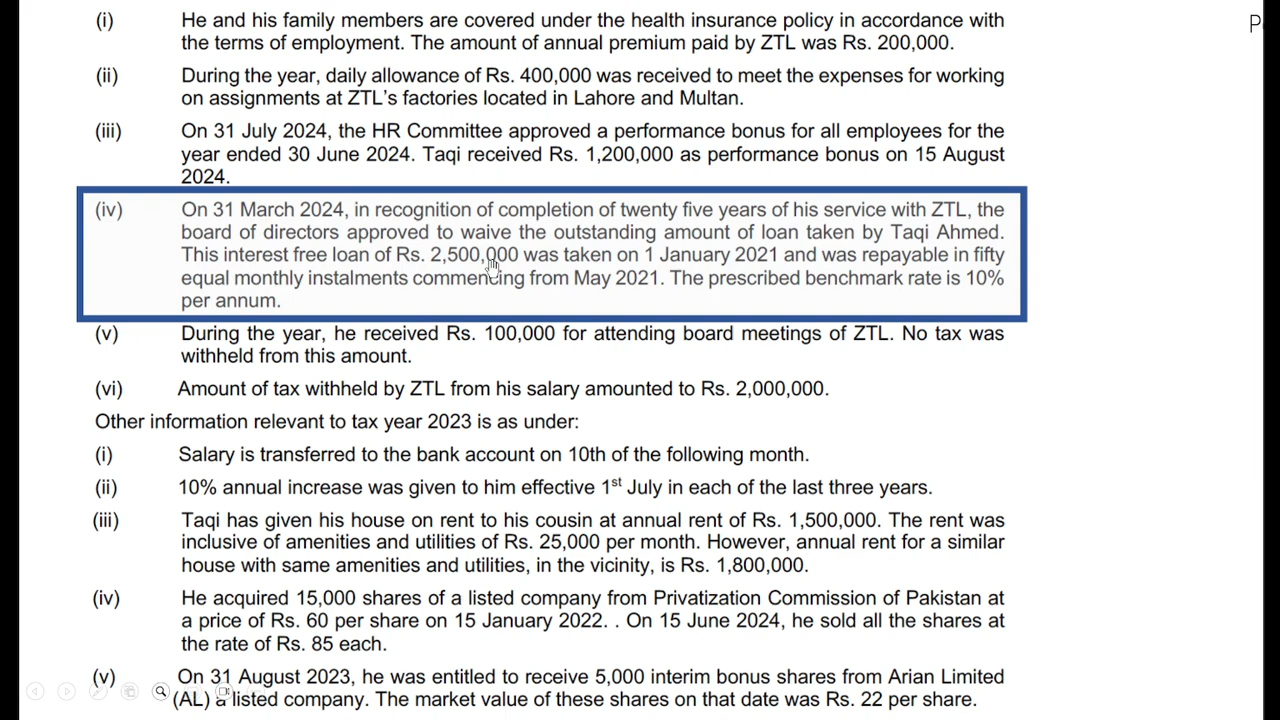 (i) He and his family members are covered under the health insurance policy in accordance with
the terms of employment. The amount of annual premium paid by ZTL was Rs. 200,000.
(ii) During the year, daily allowance of Rs. 400,000 was received to meet the expenses for working
on assignments at ZTL's factories located in Lahore and Multan.
(iii) On 31 July 2024, the HR Committee approved a performance bonus for all employees for the
year ended 30 June 2024. Taqi received Rs. 1,200,000 as performance bonus on 15 August
2024.
(iv) On 31 March 2024, in recognition of completion of twenty five years of his service with ZTL, the
board of directors approved to waive the outstanding amount of loan taken by Taqi Ahmed.
This interest free loan of Rs. 2,500,000 was taken on 1 January 2021 and was repayable in fifty
equal monthly instalments commencing from May 2021. The prescribed benchmark rate is 10%
per annum.
(v) During the year, he received Rs. 100,000 for attending board meetings of ZTL. No tax was
withheld from this amount.
(vi) Amount of tax withheld by ZTL from his salary amounted to Rs. 2,000,000.
Other information relevant to tax year 2023 is as under:
(i) Salary is transferred to the bank account on 10th of the following month.
(ii) 10% annual increase was given to him effective 1st July in each of the last three years.
(iii) Taqi has given his house on rent to his cousin at annual rent of Rs. 1,500,000. The rent was
inclusive of amenities and utilities of Rs. 25,000 per month. However, annual rent for a similar
house with same amenities and utilities, in the vicinity, is Rs. 1,800,000.
(iv) He acquired 15,000 shares of a listed company from Privatization Commission of Pakistan at
a price of Rs. 60 per share on 15 January 2022. . On 15 June 2024, he sold all the shares at
the rate of Rs. 85 each.
(v) On 31 August 2023, he was entitled to receive 5,000 interim bonus shares from Arian Limited
(AL) a listed company. The market value of these shares on that date was Rs. 22 per share.